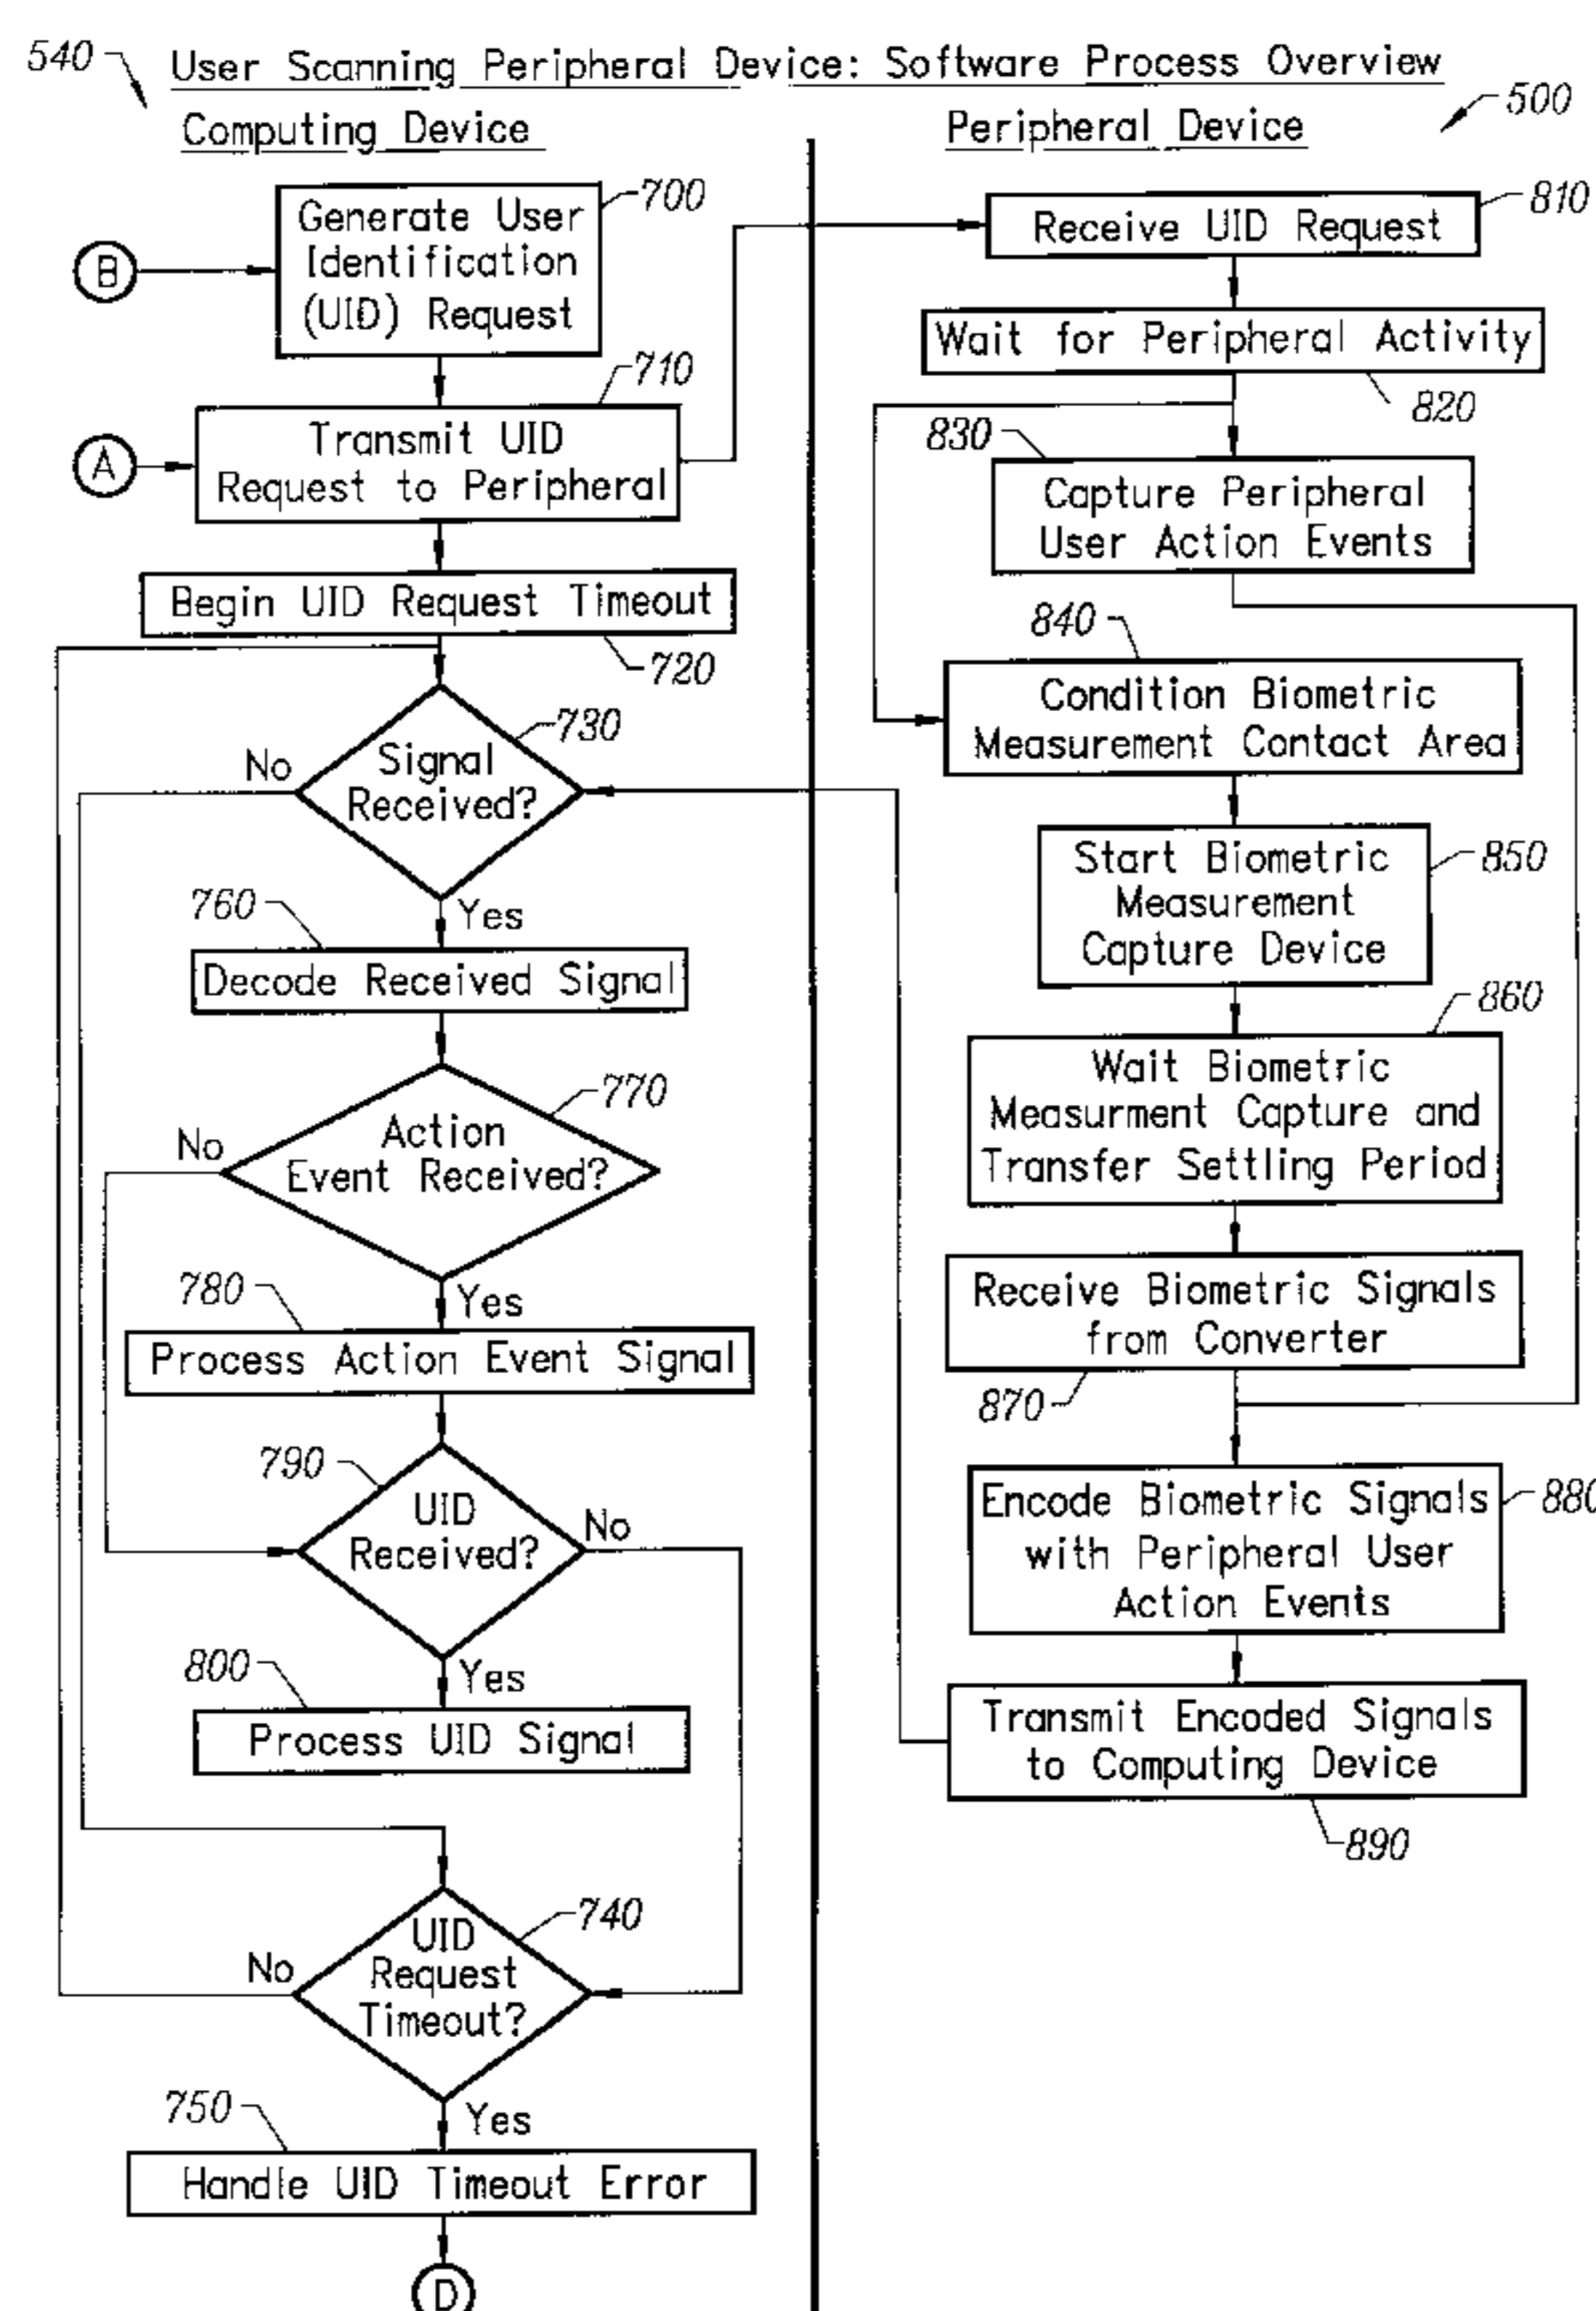 540
User Scanning Peripheral Device: Software Process Overview
500
Computing Device
Peripheral Device
700
Generate User
Identification
(UID) Request
B
710
Transmit UID
Request to Peripheral
A
Begin UID Request Timeout
720
730
Signal
Received?
No
Yes
760
Decode Received Signal
770
Action
Event Received?
No
Yes
780
Process Action Event Signal
790
UID
Received?
No
Yes
800
Process UID Signal
740
UID
Request
Timeout?
No
Yes
750
Handle UID Timeout Error
D
810
Receive UID Request
Wait for Peripheral Activity
820
830
Capture Peripheral
User Action Events
840
Condition Biometric
Measurement Contact Area
Start Biometric
Measurement
Capture Device
850
860
Wait Biometric
Measurment Capture and
Transfer Settling Period
Receive Biometric Signals
from Converter
870
Encode Biometric Signals
with Peripheral User
Action Events
880
Transmit Encoded Signals
to Computing Device
890